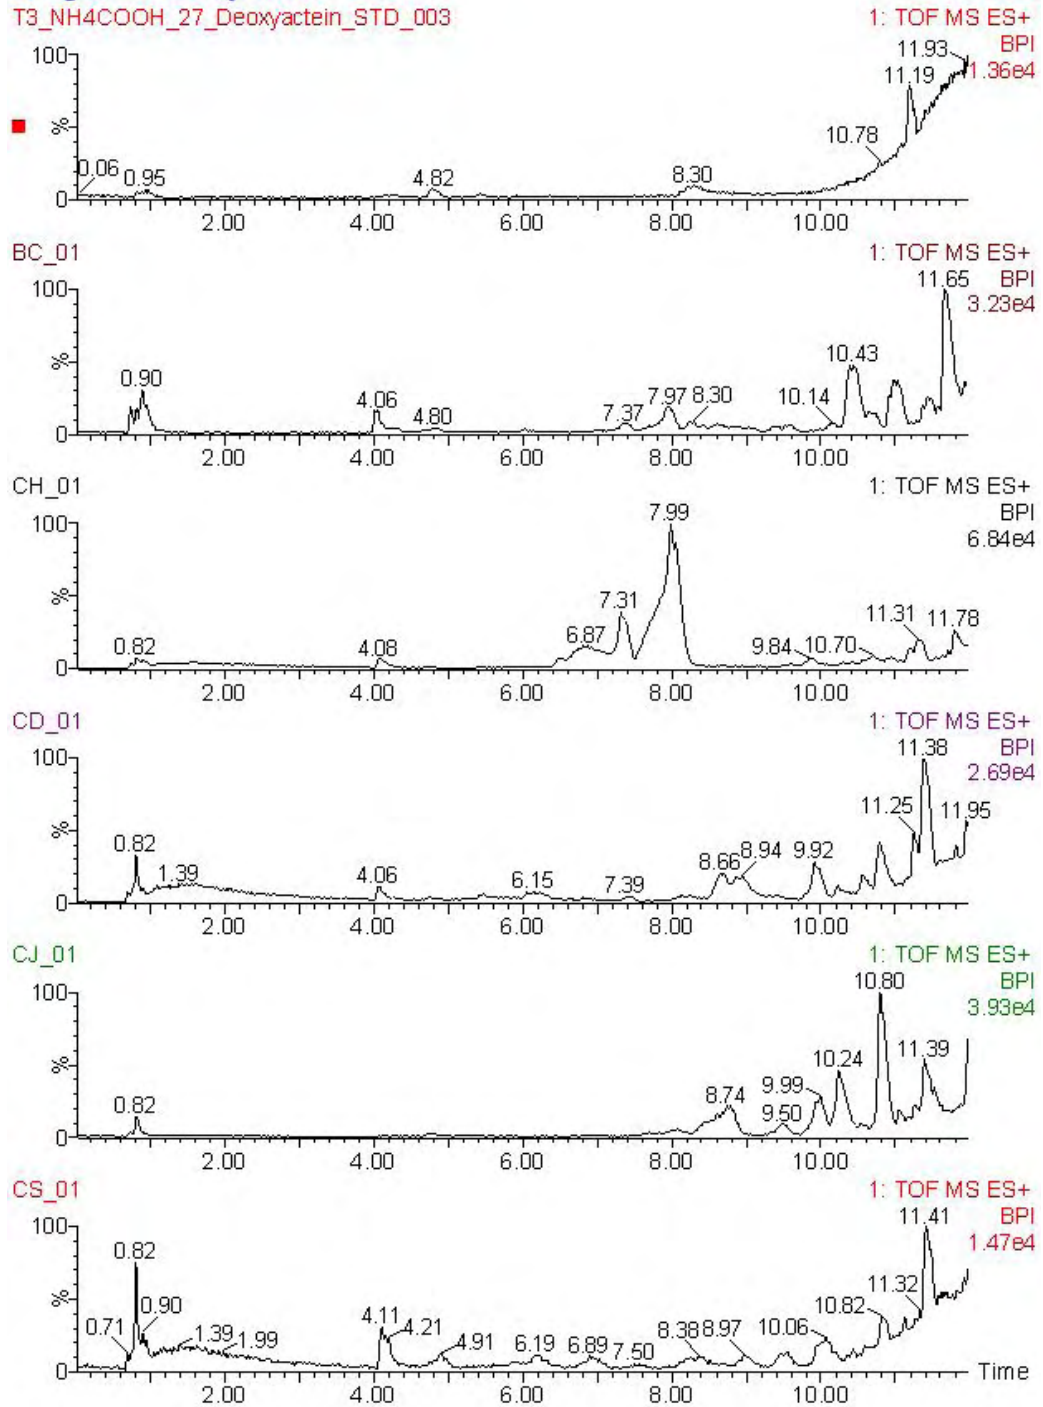 T3_NH4COOH_27_Deoxyactein_STD_003
1: TOF MS ES+
BPI
1.36e4
100
%
0
0.06
0.95
4.82
8.30
10.78
11.19
11.93
2.00 4.00 6.00 8.00 10.00
BC_01
1: TOF MS ES+
BPI
3.23e4
100
%
0
0.90
4.06
4.80
7.37
7.97
8.30
10.14
10.43
11.65
2.00 4.00 6.00 8.00 10.00
CH_01
1: TOF MS ES+
BPI
6.84e4
100
%
0
0.82
4.08
6.87
7.31
7.99
9.84
10.70
11.31
11.78
2.00 4.00 6.00 8.00 10.00
CD_01
1: TOF MS ES+
BPI
2.69e4
100
%
0
0.82
1.39
4.06
6.15
7.39
8.66
8.94
9.92
11.25
11.38
11.95
2.00 4.00 6.00 8.00 10.00
CJ_01
1: TOF MS ES+
BPI
3.93e4
100
%
0
0.82
8.74
9.50
9.99
10.24
10.80
11.39
2.00 4.00 6.00 8.00 10.00
CS_01
1: TOF MS ES+
BPI
1.47e4
100
%
0
0.71
0.82
0.90
1.39
1.99
4.11
4.21
4.91
6.19
6.89
7.50
8.38
8.97
10.06
10.82
11.32
11.41
Time
2.00 4.00 6.00 8.00 10.00